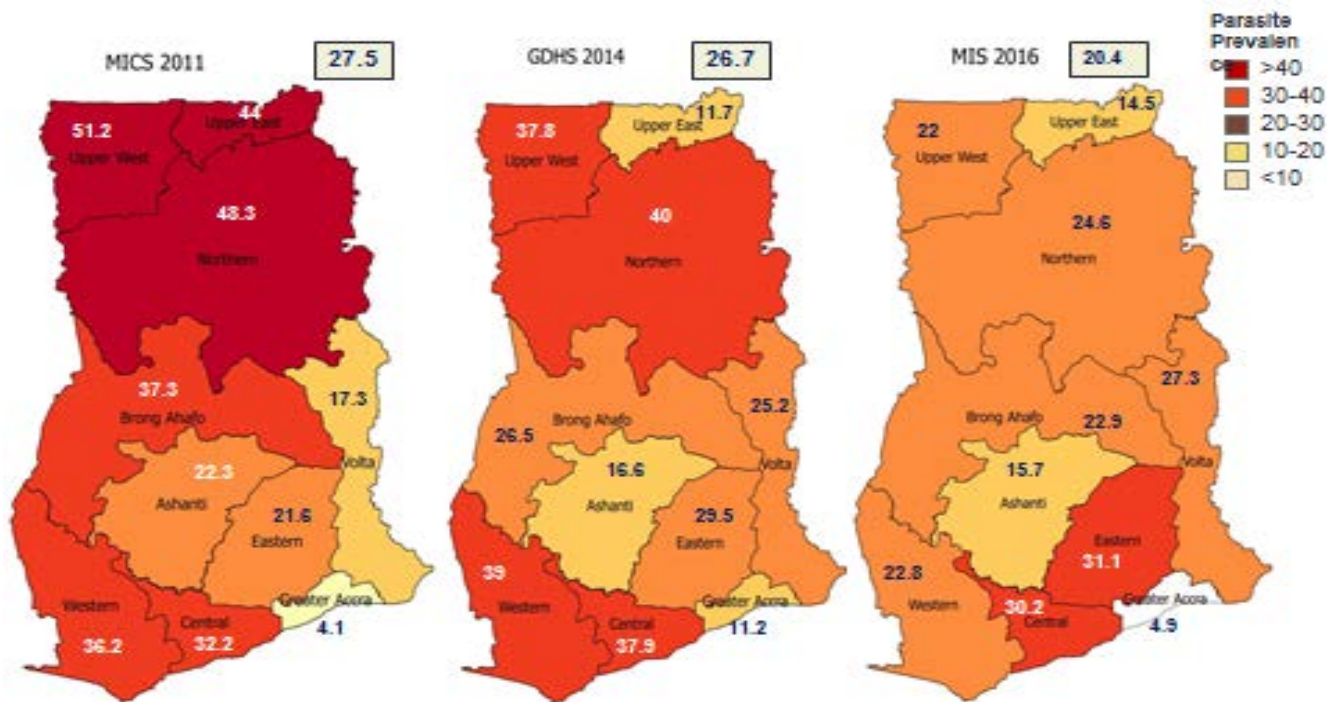 MICS 2011
27.5
51.2
44
Upper East
Upper West
48.3
Northern
37.3
Brong Ahafo
17.3
22.3
Ashanti
Volta
21.6
Eastern
Western
Central
Greater Accra
36.2
32.2
4.1
GDHS 2014
26.7
11.7
37.8
Upper East
Upper West
40
Northern
25.2
Brong Ahafo
26.5
16.6
Volta
Ashanti
29.5
Eastern
39
Western
Central
Greater Accra
37.9
11.2
MIS 2016
20.4
14.5
22
Upper East
Upper West
24.6
Northern
27.3
Brong Ahafo
22.9
15.7
Volta
Ashanti
Eastern
31.1
22.8
Western
30.2
Central
Greater Accra
4.9
Parasite
Prevalen
ce
>40
30-40
20-30
10-20
<10